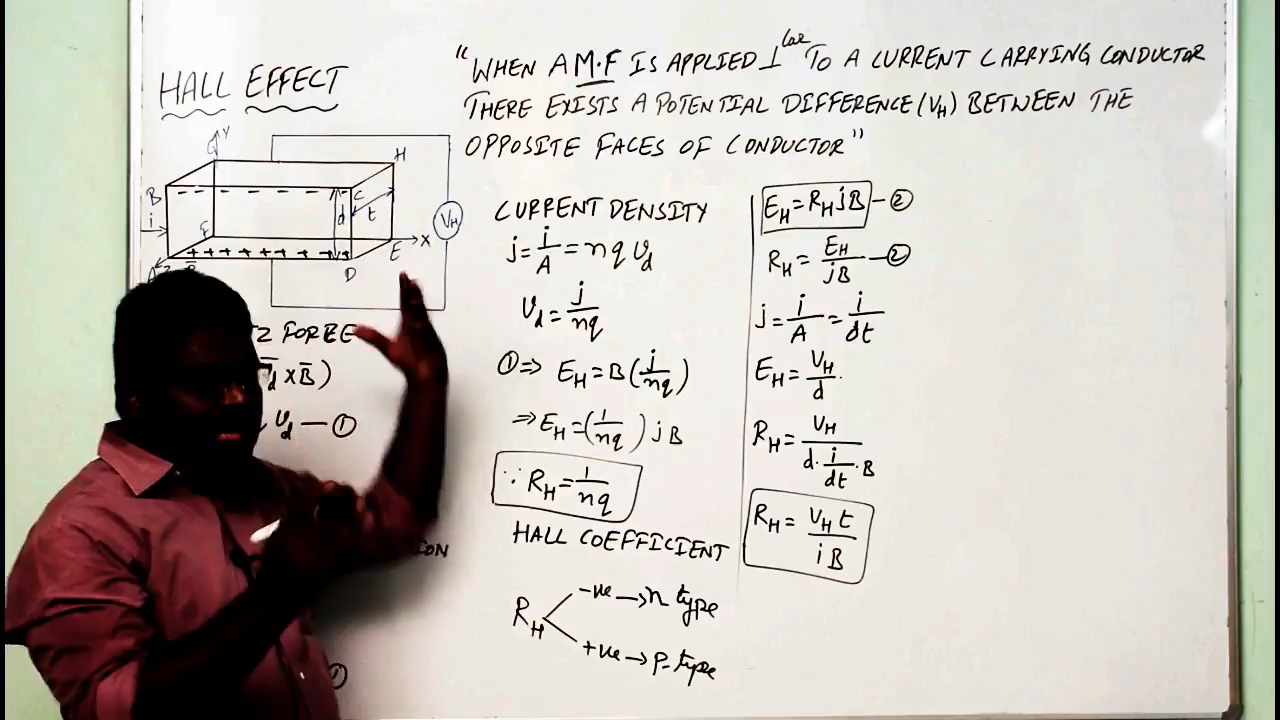 HALL EFFECT
"WHEN A M.F IS APPLIED ⊥lar TO A CURRENT CARRYING CONDUCTOR
THERE EXISTS A POTENTIAL DIFFERENCE (VH) BETWEEN THE
OPPOSITE FACES OF CONDUCTOR"
Y
G
H
B
C
i
d
t
VH
F
E
X
A
D
FORCE
d × B̄)
vd — ①
CURRENT DENSITY
j = i/A = nqvd
vd = j/nq
① ⇒ EH = B(j/nq)
⇒ EH = (1/nq) jB
∵ RH = 1/nq
HALL COEFFICIENT
RH
-ve → n type
+ve → p-type
EH = RH jB — ②
RH = EH/jB — ②
j = i/A = i/dt
EH = VH/d.
RH = VH/(d · i/dt · B)
RH = VH t/iB